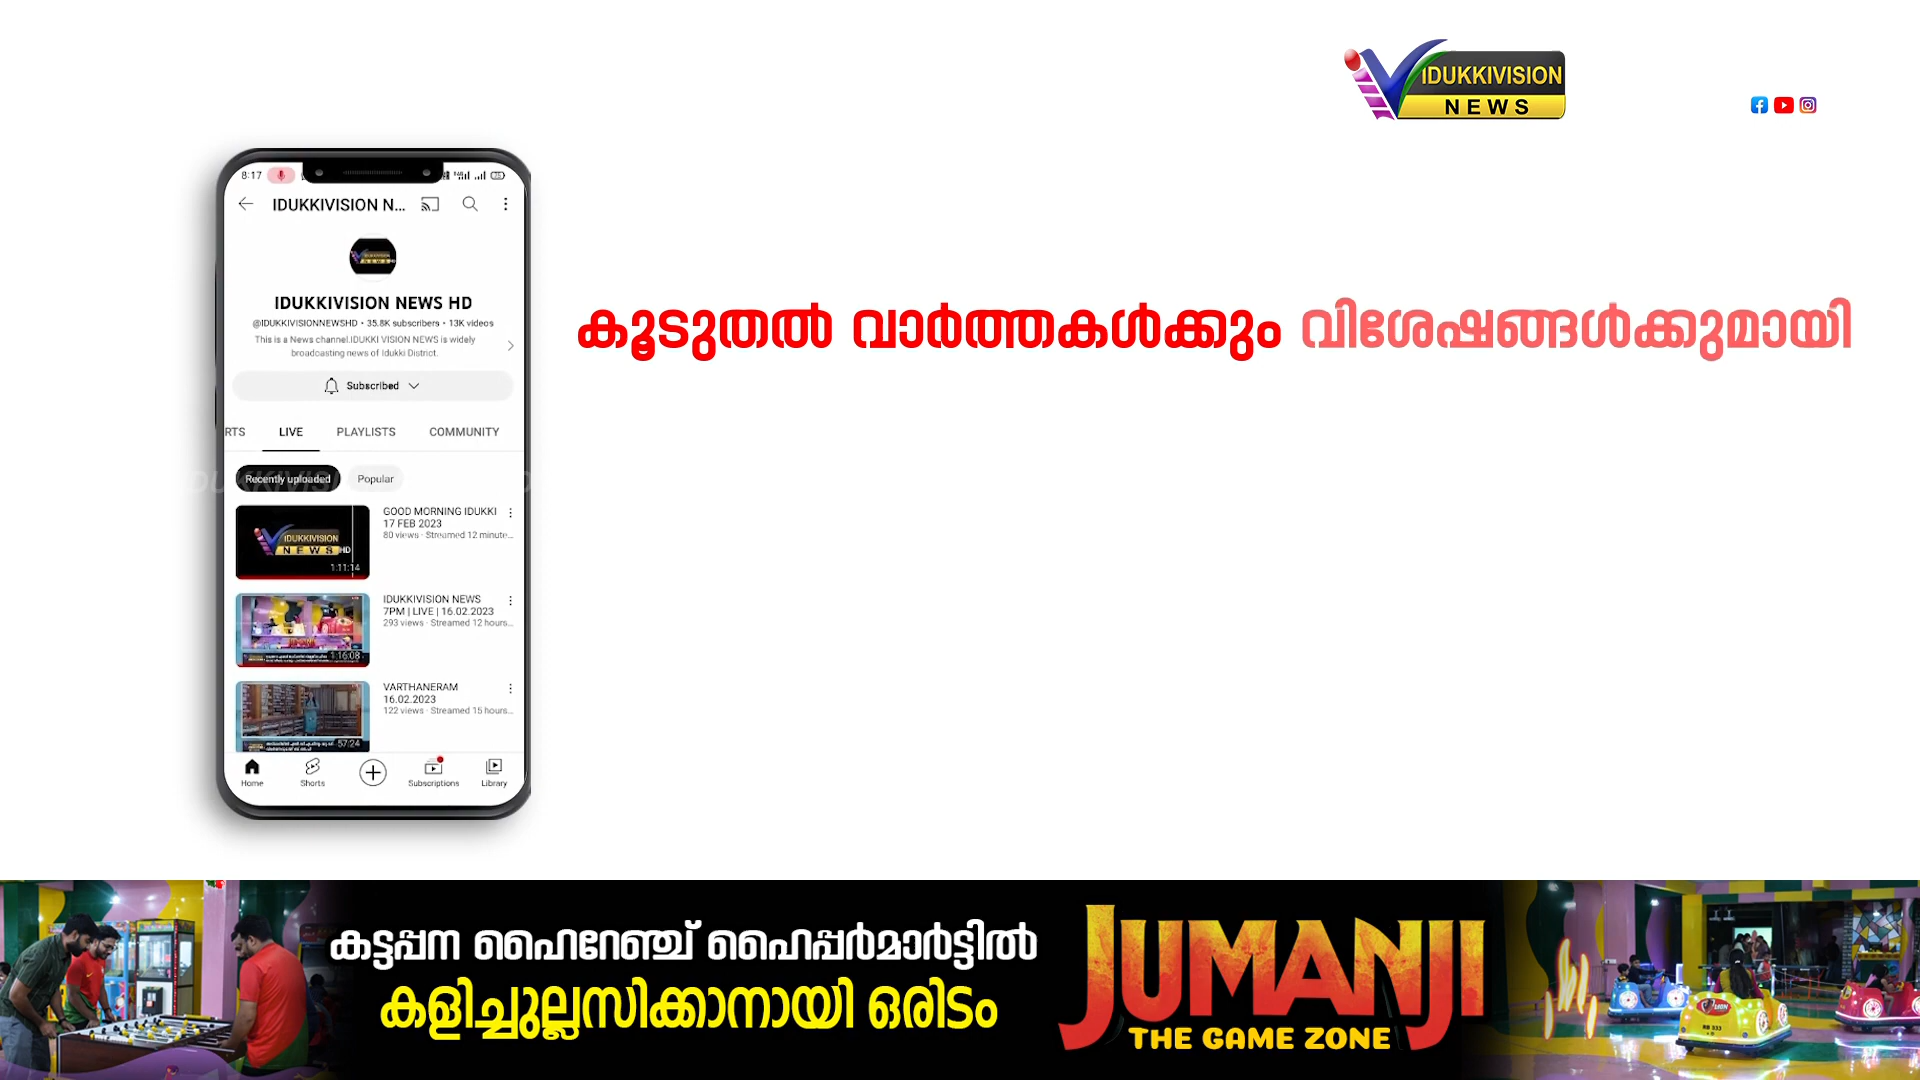 IDUKKIVISION
NEWS
8:17
IDUKKIVISION N...
IDUKKIVISION NEWS HD
@IDUKKIVISIONNEWSHD • 35.8K subscribers • 13K videos
This is a News channel.IDUKKI VISION NEWS is widely
broadcasting news of Idukki District.
Subscribed
RTS LIVE PLAYLISTS COMMUNITY
Recently uploaded Popular
IDUKKIVISION
NEWS HD
1:11:14
GOOD MORNING IDUKKI
17 FEB 2023
80 views · Streamed 12 minute...
1:16:08
IDUKKIVISION NEWS
7PM | LIVE | 16.02.2023
293 views · Streamed 12 hours...
57:24
VARTHANERAM
16.02.2023
122 views · Streamed 15 hours...
Home Shorts Subscriptions Library
കൂടുതൽ വാർത്തകൾക്കും വിശേഷങ്ങൾക്കുമായി
കട്ടപ്പന ഹൈറേഞ്ച് ഹൈപ്പർമാർട്ടിൽ
കളിച്ചുല്ലസിക്കാനായി ഒരിടം
JUMANJI
THE GAME ZONE